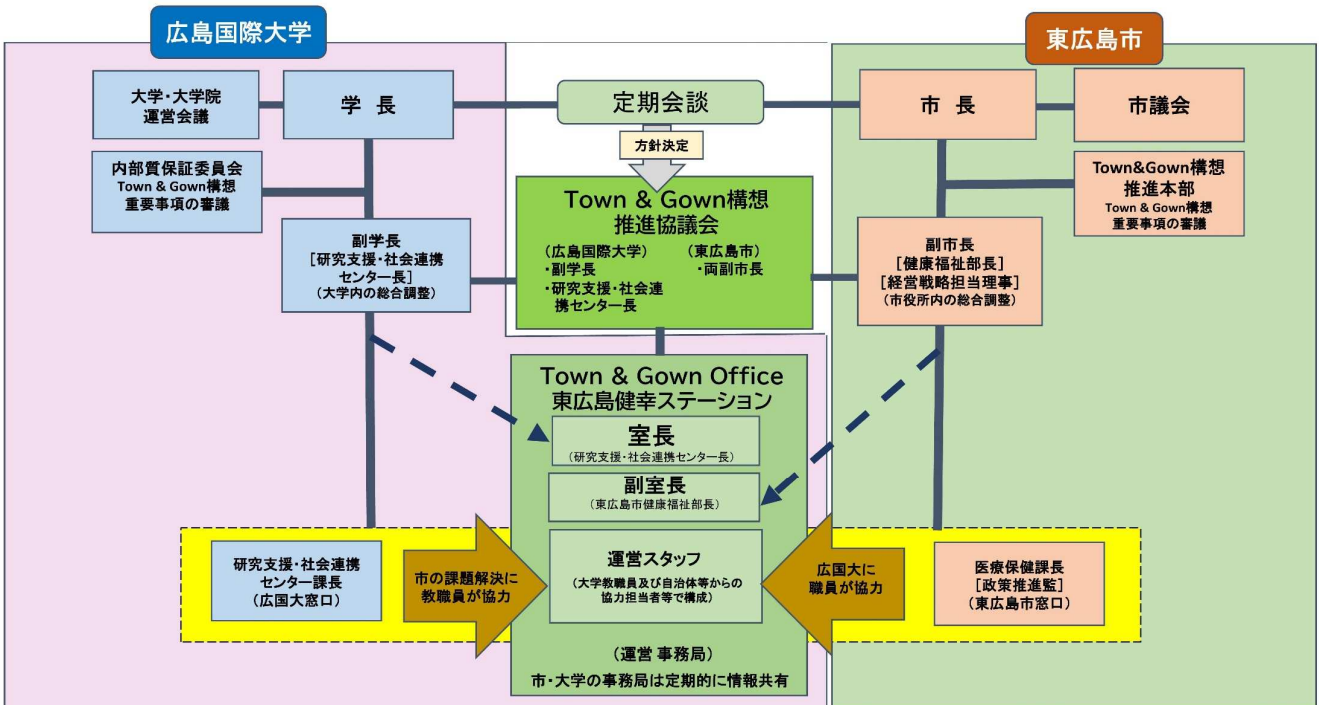 広島国際大学
東広島市
大学・大学院
運営会議
学 長
定期会談
市 長
市議会
方針決定
内部質保証委員会
Town & Gown構想
重要事項の審議
Town & Gown構想
推進協議会
（広島国際大学）
・副学長
・研究支援・社会連
携センター長
（東広島市）
・両副市長
Town&Gown構想
推進本部
Town & Gown構想
重要事項の審議
副学長
[研究支援・社会連携
センター長]
（大学内の総合調整）
副市長
[健康福祉部長]
[経営戦略担当理事]
（市役所内の総合調整）
Town & Gown Office
東広島健幸ステーション
室長
（研究支援・社会連携センター長）
副室長
（東広島市健康福祉部長）
研究支援・社会連携
センター課長
（広国大窓口）
市の課題解決に
教職員が協力
運営スタッフ
（大学教職員及び自治体等からの
協力担当者等で構成）
広国大に
職員が協力
医療保健課長
[政策推進監]
（東広島市窓口）
（運営 事務局）
市・大学の事務局は定期的に情報共有